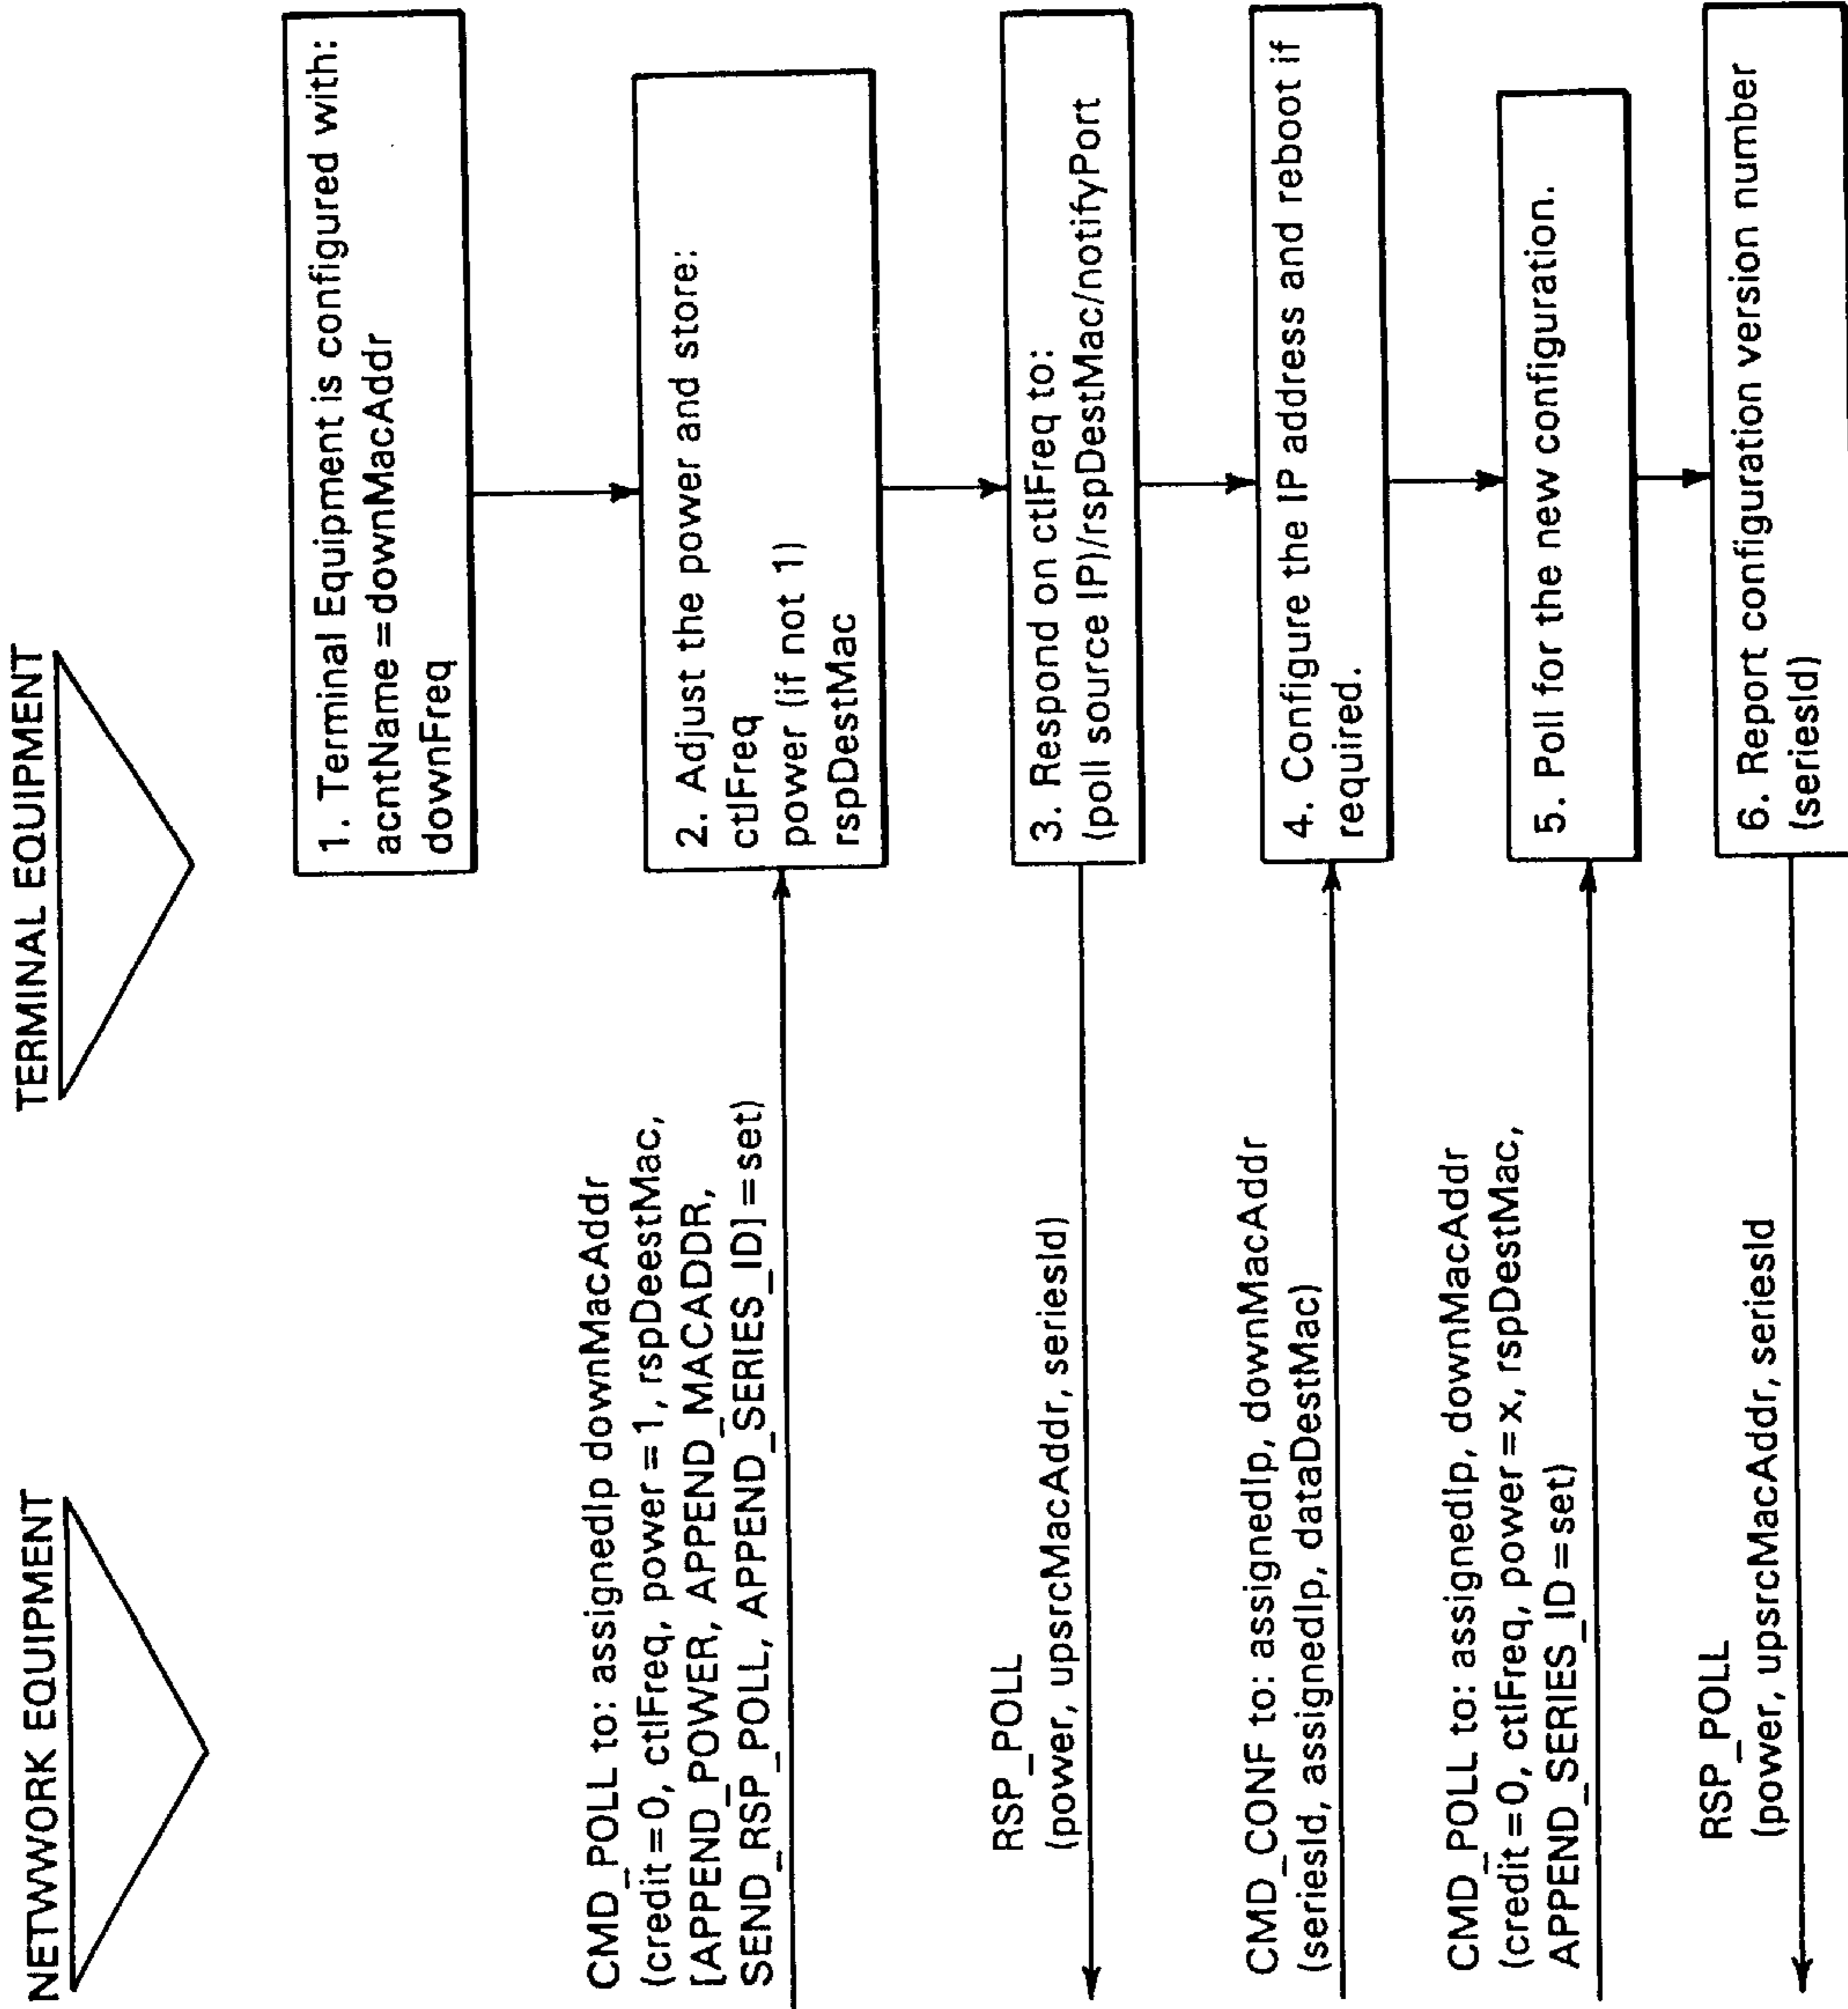 NETWWORK EQUIPMENT
TERMINAL EQUIPMENT
1. Terminal Equipment is configured with:
acntName=downMacAddr
downFreq
CMD_POLL to: assignedIp downMacAddr
(credit=0, ctlFreq, power=1, rspDeestMac,
[APPEND_POWER, APPEND_MACADDR,
SEND_RSP_POLL, APPEND_SERIES_ID]=set)
2. Adjust the power and store:
ctlFreq
power (if not 1)
rspDestMac
RSP_POLL
(power, upsrcMacAddr, seriesId)
3. Respond on ctlFreq to:
(poll source IP)/rspDestMac/notifyPort
CMD_CONF to: assignedIp, downMacAddr
(seriesId, assignedIp, dataDestMac)
4. Configure the IP address and reboot if
required.
CMD_POLL to: assignedIp, downMacAddr
(credit=0, ctlFreq, power=x, rspDestMac,
APPEND_SERIES_ID=set)
5. Poll for the new configuration.
RSP_POLL
(power, upsrcMacAddr, seriesId
6. Report configuration version number
(seriesId)